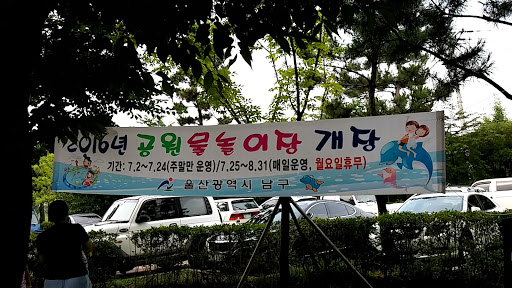 2016년 공원 물놀이장 개장
기간: 7.2~7.24(주말만 운영)/7.25~8.31(매일운영, 월요일휴무)
울산광역시 남구